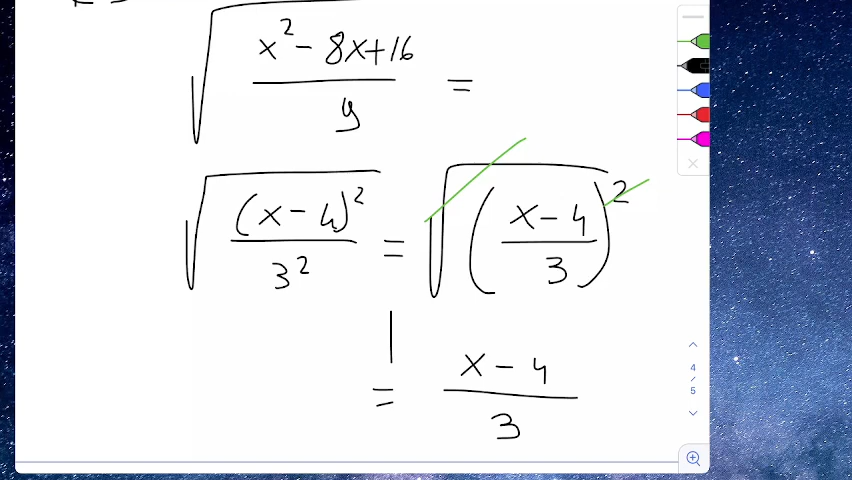 √((x² - 8x + 16)/9) =
√((x - 4)²/3²) = √(((x - 4)/3)²)
= (x - 4)/3
4
/
5